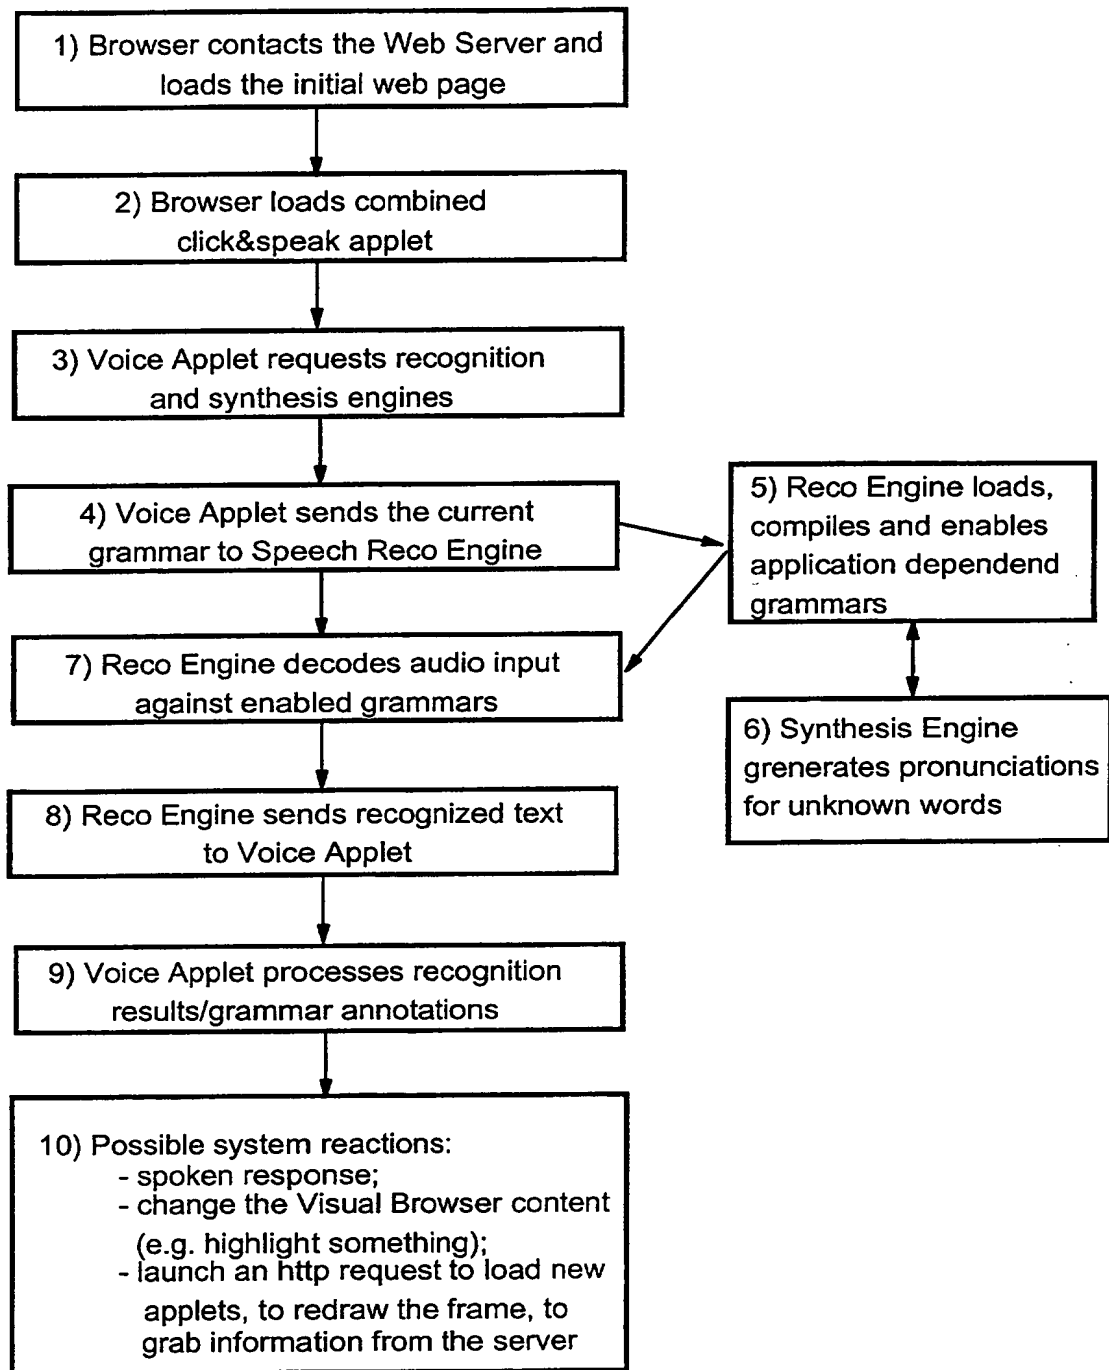 1) Browser contacts the Web Server and
loads the initial web page
2) Browser loads combined
click&speak applet
3) Voice Applet requests recognition
and synthesis engines
4) Voice Applet sends the current
grammar to Speech Reco Engine
5) Reco Engine loads,
compiles and enables
application dependend
grammars
6) Synthesis Engine
grenerates pronunciations
for unknown words
7) Reco Engine decodes audio input
against enabled grammars
8) Reco Engine sends recognized text
to Voice Applet
9) Voice Applet processes recognition
results/grammar annotations
10) Possible system reactions:
- spoken response;
- change the Visual Browser content
(e.g. highlight something);
- launch an http request to load new
applets, to redraw the frame, to
grab information from the server